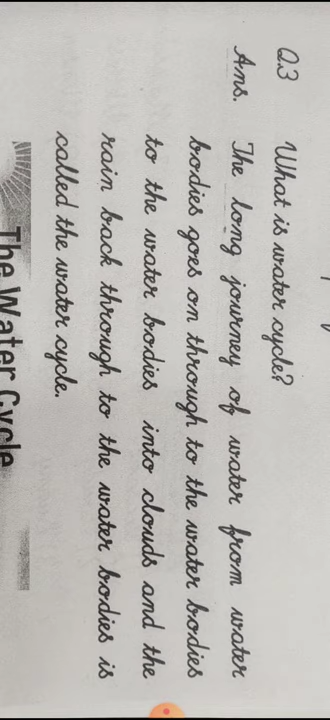 Q.3 What is water cycle?
Ans. The long journey of water from water
bodies goes on through to the water bodies
to the water bodies into clouds and the
rain back through to the water bodies is
called the water cycle.
The Water Cycle